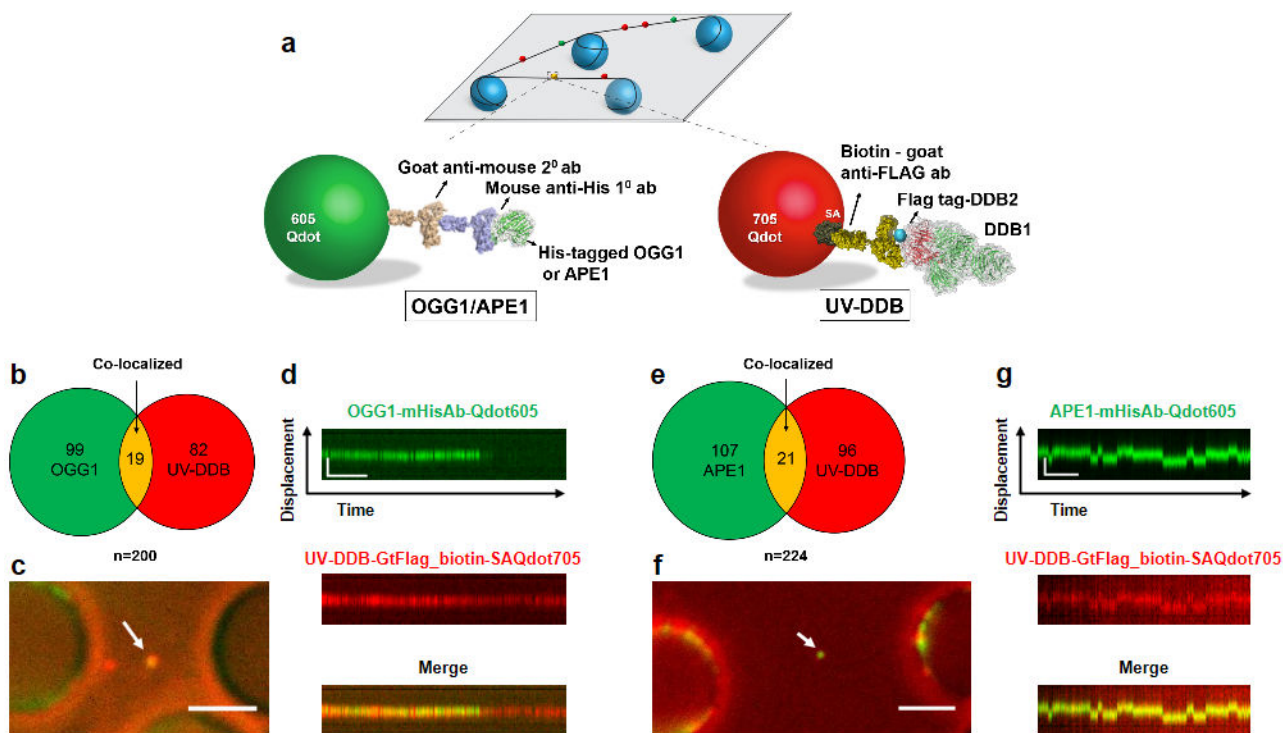 a
Goat anti-mouse 2⁰ ab
Mouse anti-His 1⁰ ab
605
Qdot
His-tagged OGG1
or APE1
OGG1/APE1
Biotin - goat
anti-FLAG ab
Flag tag-DDB2
705
Qdot
SA
DDB1
UV-DDB
b
Co-localized
99
OGG1
19
82
UV-DDB
n=200
c
d
OGG1-mHisAb-Qdot605
Displacement
Time
UV-DDB-GtFlag_biotin-SAQdot705
Merge
e
Co-localized
107
APE1
21
96
UV-DDB
n=224
f
g
APE1-mHisAb-Qdot605
Displacement
Time
UV-DDB-GtFlag_biotin-SAQdot705
Merge